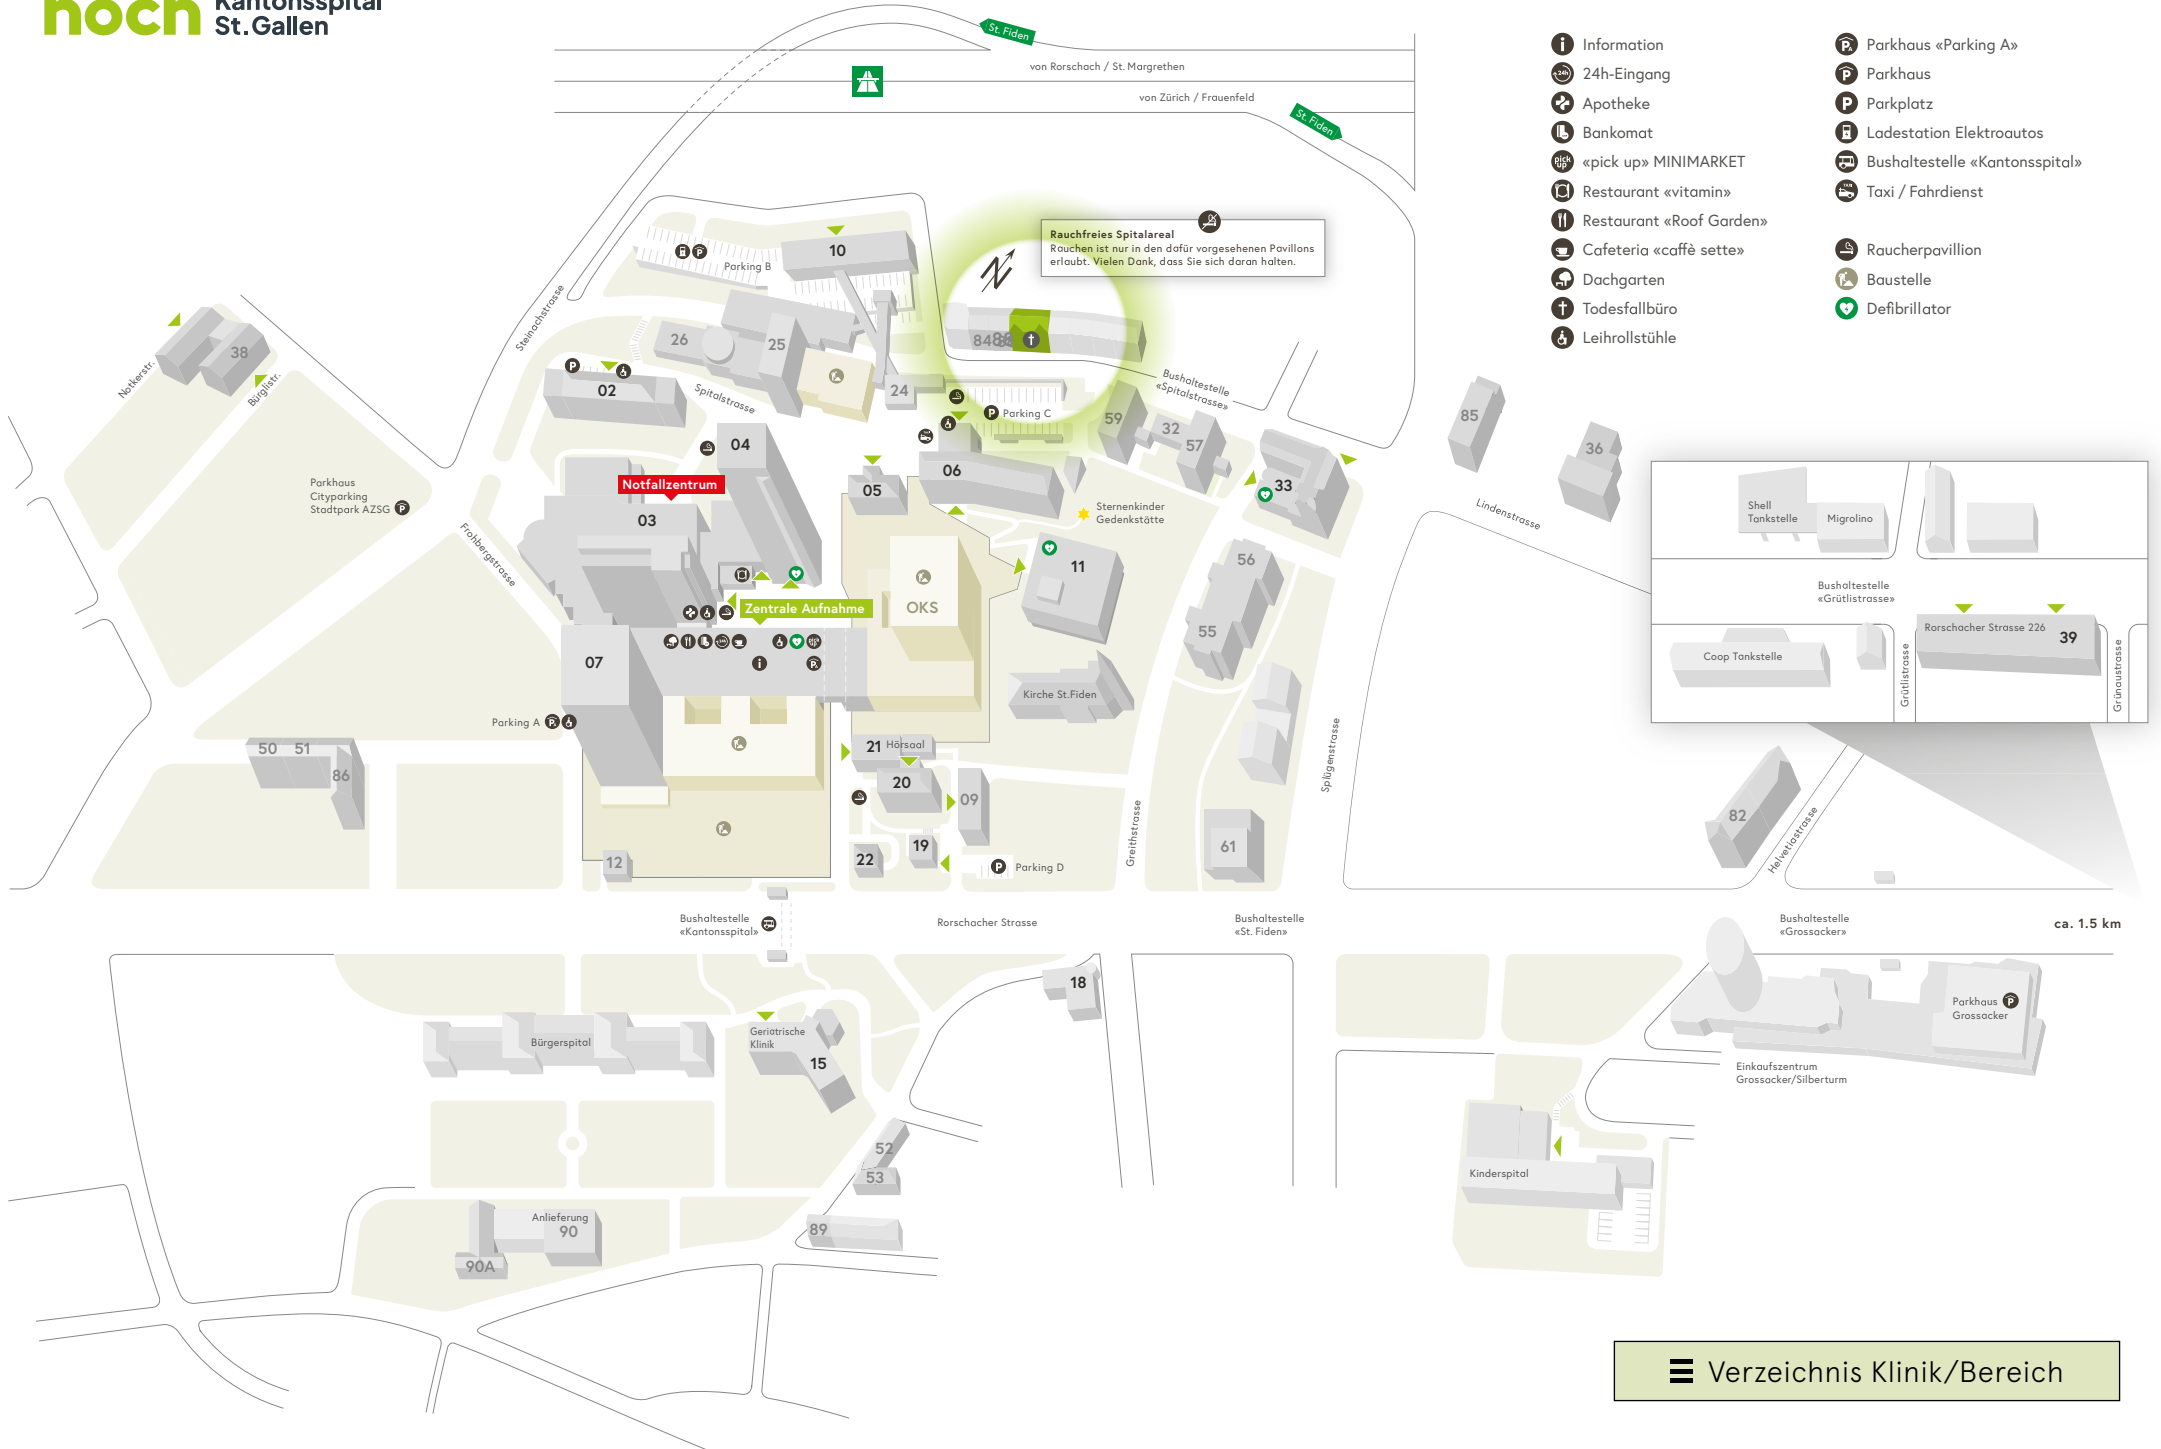 noch Kantonsspital
St.Gallen
St. Fiden
von Rorschach / St. Margrethen
von Zürich / Frauenfeld
St. Fiden
Information
24h-Eingang
Apotheke
Bankomat
«pick up» MINIMARKET
Restaurant «vitamin»
Restaurant «Roof Garden»
Cafeteria «caffè sette»
Dachgarten
Todesfallbüro
Leihrollstühle
Parkhaus «Parking A»
Parkhaus
Parkplatz
Ladestation Elektroautos
Bushaltestelle «Kantonsspital»
Taxi / Fahrdienst
Raucherpavillion
Baustelle
Defibrillator
Rauchfreies Spitalareal
Rauchen ist nur in den dafür vorgesehenen Pavillons
erlaubt. Vielen Dank, dass Sie sich daran halten.
N
10
Parking B
Steinachstrasse
26
25
84
88
38
Notkerstr.
Bürglistr.
02
Spitalstrasse
24
Parking C
Bushaltestelle
«Spitalstrasse»
59
32
57
85
36
04
Notfallzentrum
03
05
06
33
Parkhaus
Cityparking
Stadtpark AZSG
Frohbergstrasse
Sternenkinder
Gedenkstätte
Lindenstrasse
11
56
55
OKS
Zentrale Aufnahme
07
Kirche St.Fiden
Parking A
Shell
Tankstelle
Migrolino
Bushaltestelle
«Grütlistrasse»
Rorschacher Strasse 226
39
Coop Tankstelle
Grütlistrasse
Grünaustrasse
50
51
86
21
Hörsaal
20
09
Splügenstrasse
Greithstrasse
12
22
19
Parking D
61
82
Helvetiastrasse
Bushaltestelle
«Kantonsspital»
Rorschacher Strasse
Bushaltestelle
«St. Fiden»
Bushaltestelle
«Grossacker»
ca. 1.5 km
18
Bürgerspital
Geriatrische
Klinik
15
Parkhaus
Grossacker
Einkaufszentrum
Grossacker/Silberturm
52
53
89
Kinderspital
Anlieferung
90
90A
Verzeichnis Klinik/Bereich